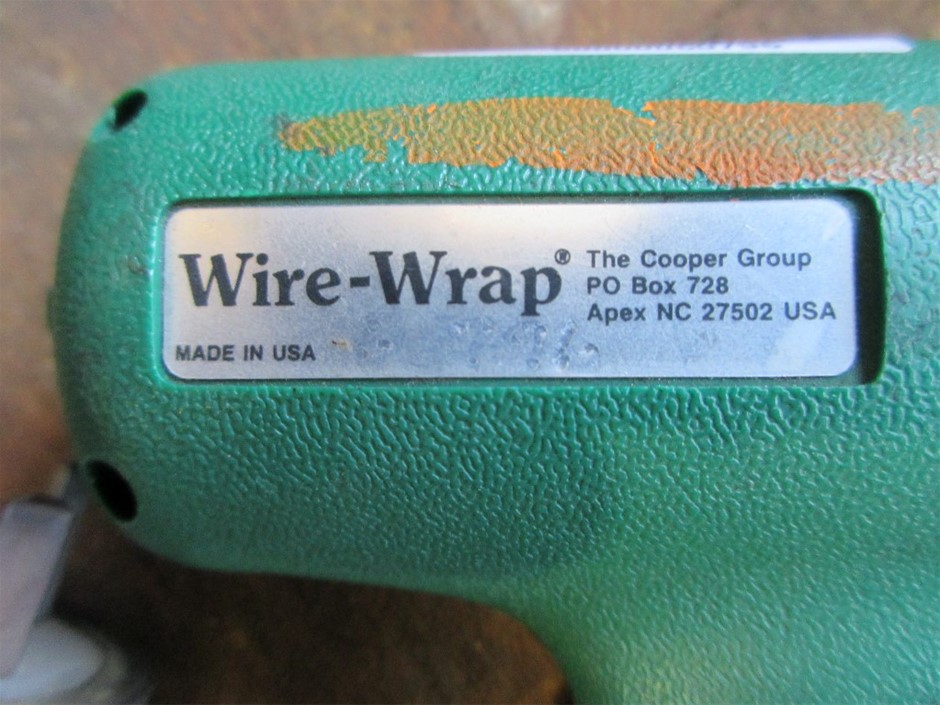 Wire-Wrap®
MADE IN USA
The Cooper Group
PO Box 728
Apex NC 27502 USA